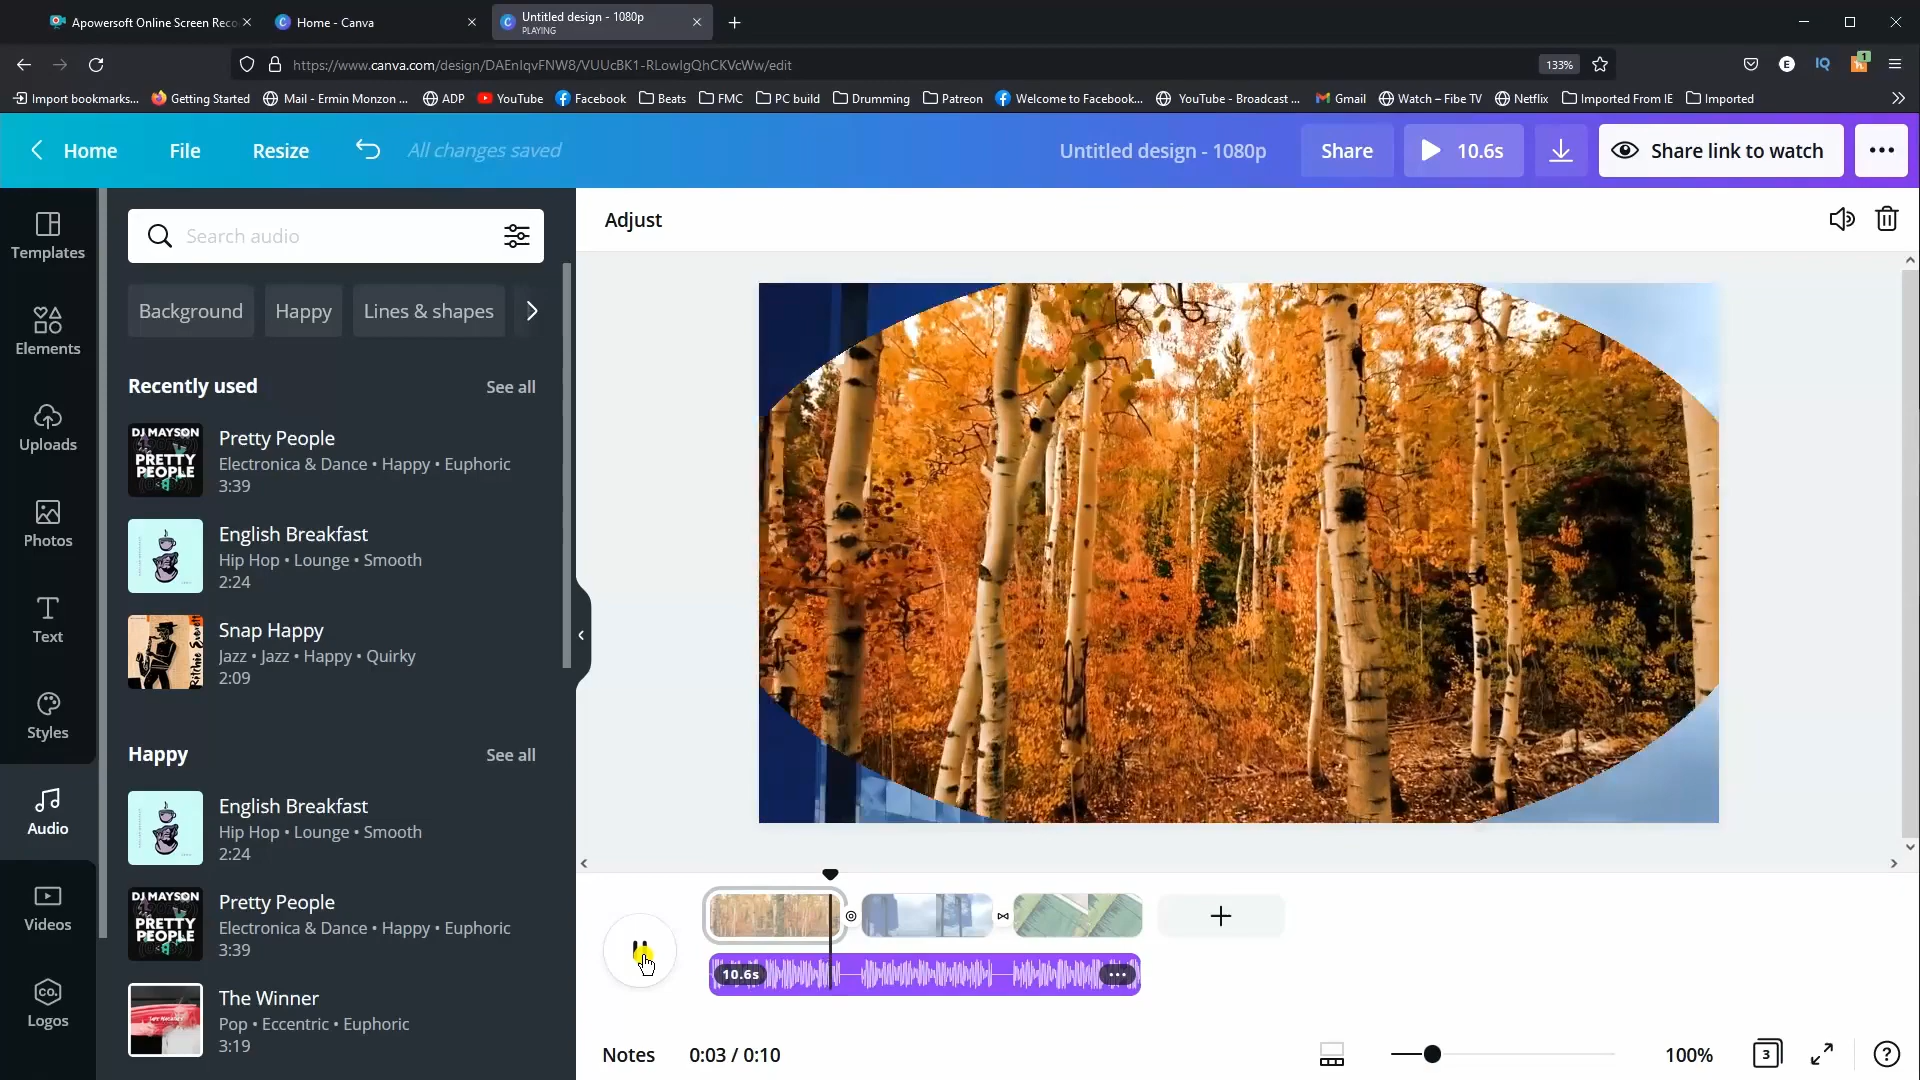 Apowersoft Online Screen Reco
Home - Canva
Untitled design - 1080p
PLAYING
https://www.canva.com/design/DAEnIqvFNW8/VUUcBK1-RLowIgQhCKVcWw/edit
133%
E
IQ
1
Import bookmarks...
Getting Started
Mail - Ermin Monzon ...
ADP
YouTube
Facebook
Beats
FMC
PC build
Drumming
Patreon
Welcome to Facebook...
YouTube - Broadcast ...
Gmail
Watch – Fibe TV
Netflix
Imported From IE
Imported
Home
File
Resize
All changes saved
Untitled design - 1080p
Share
10.6s
Share link to watch
Templates
Elements
Uploads
Photos
Text
Styles
Audio
Videos
CO.
Logos
Search audio
Background
Happy
Lines & shapes
Recently used
See all
DJ MAYSON
PRETTY
PEOPLE
Pretty People
Electronica & Dance • Happy • Euphoric
3:39
English Breakfast
Hip Hop • Lounge • Smooth
2:24
Snap Happy
Jazz • Jazz • Happy • Quirky
2:09
Happy
See all
English Breakfast
Hip Hop • Lounge • Smooth
2:24
DJ MAYSON
PRETTY
PEOPLE
Pretty People
Electronica & Dance • Happy • Euphoric
3:39
The Winner
Pop • Eccentric • Euphoric
3:19
Adjust
10.6s
Notes
0:03 / 0:10
100%
3